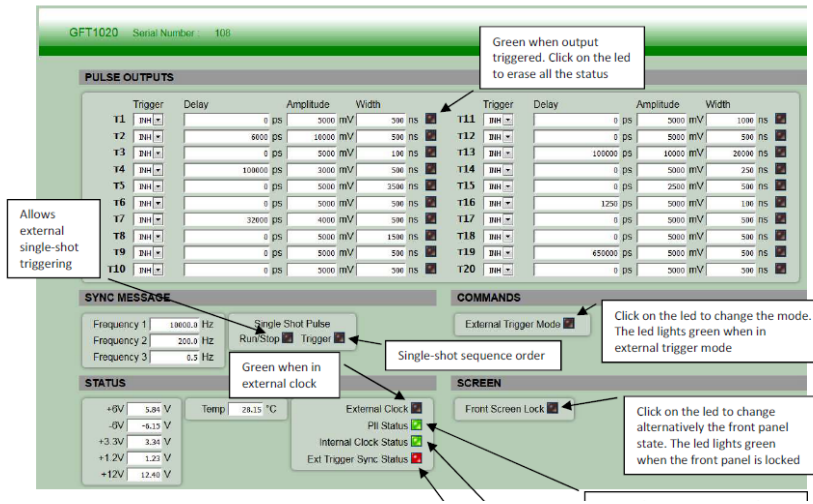 GFT1020 Serial Number : 108
Green when output
triggered. Click on the led
to erase all the status
PULSE OUTPUTS
Trigger Delay Amplitude Width
T1 INH 0 ps 5000 mV 500 ns
T2 INH 6000 ps 10000 mV 500 ns
T3 INH 0 ps 5000 mV 100 ns
T4 INH 100000 ps 3000 mV 500 ns
T5 INH 0 ps 5000 mV 3500 ns
T6 INH 0 ps 5000 mV 500 ns
T7 INH 32000 ps 4000 mV 500 ns
T8 INH 0 ps 5000 mV 1500 ns
T9 INH 0 ps 5000 mV 500 ns
T10 INH 0 ps 5000 mV 500 ns
Trigger Delay Amplitude Width
T11 INH 0 ps 5000 mV 1000 ns
T12 INH 0 ps 5000 mV 500 ns
T13 INH 100000 ps 10000 mV 20000 ns
T14 INH 0 ps 5000 mV 250 ns
T15 INH 0 ps 2500 mV 500 ns
T16 INH 1250 ps 5000 mV 100 ns
T17 INH 0 ps 5000 mV 500 ns
T18 INH 0 ps 5000 mV 500 ns
T19 INH 650000 ps 5000 mV 500 ns
T20 INH 0 ps 5000 mV 500 ns
Allows
external
single-shot
triggering
SYNC MESSAGE
Frequency 1 10000.0 Hz
Frequency 2 200.0 Hz
Frequency 3 0.5 Hz
Single Shot Pulse
Run/Stop Trigger
Single-shot sequence order
COMMANDS
External Trigger Mode
Click on the led to change the mode.
The led lights green when in
external trigger mode
Green when in
external clock
STATUS
+6V 5.84 V
-6V -6.15 V
+3 3V 3.34 V
+1.2V 1.23 V
+12V 12.40 V
Temp 28.15 °C
External Clock
Pll Status
Internal Clock Status
Ext Trigger Sync Status
SCREEN
Front Screen Lock
Click on the led to change
alternatively the front panel
state. The led lights green
when the front panel is locked